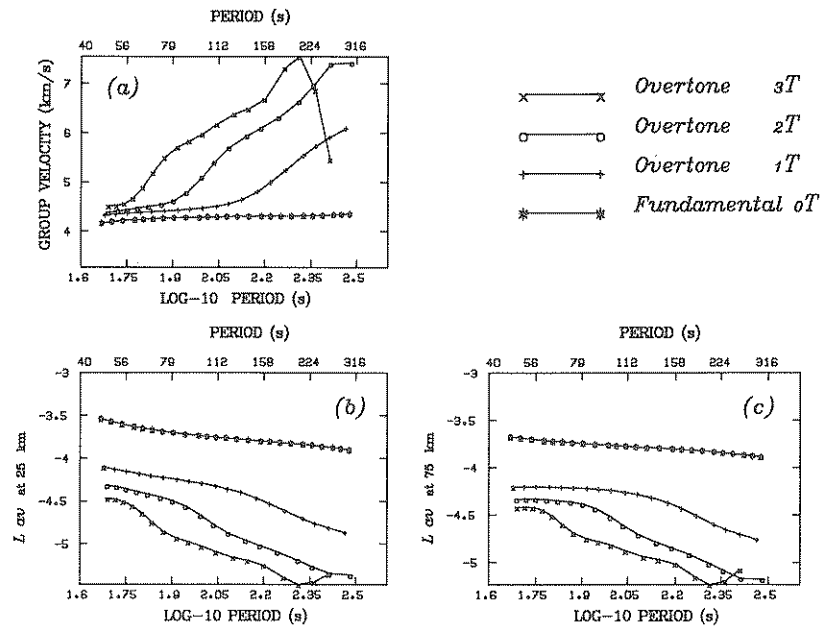 PERIOD (s)
40 56 79 112 158 224 316
(a)
GROUP VELOCITY (km/s)
7
6
5
4
1.6 1.75 1.9 2.05 2.2 2.35 2.5
LOG-10 PERIOD (s)
Overtone 3T
Overtone 2T
Overtone 1T
Fundamental 0T
PERIOD (s)
40 56 79 112 158 224 316
(b)
L av at 25 km
-3
-3.5
-4
-4.5
-5
1.6 1.75 1.9 2.05 2.2 2.35 2.5
LOG-10 PERIOD (s)
PERIOD (s)
40 56 79 112 158 224 316
(c)
L av at 75 km
-3
-3.5
-4
-4.5
-5
1.6 1.75 1.9 2.05 2.2 2.35 2.5
LOG-10 PERIOD (s)